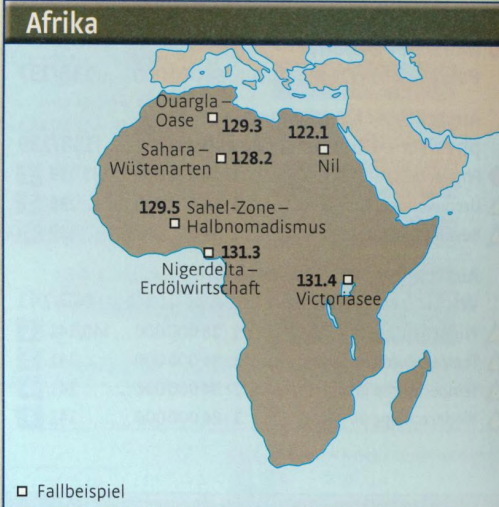 Afrika
Ouargla –
Oase
129.3
122.1
Nil
Sahara –
Wüstenarten
128.2
129.5 Sahel-Zone –
Halbnomadismus
131.3
Nigerdelta –
Erdölwirtschaft
131.4
Victoriasee
Fallbeispiel